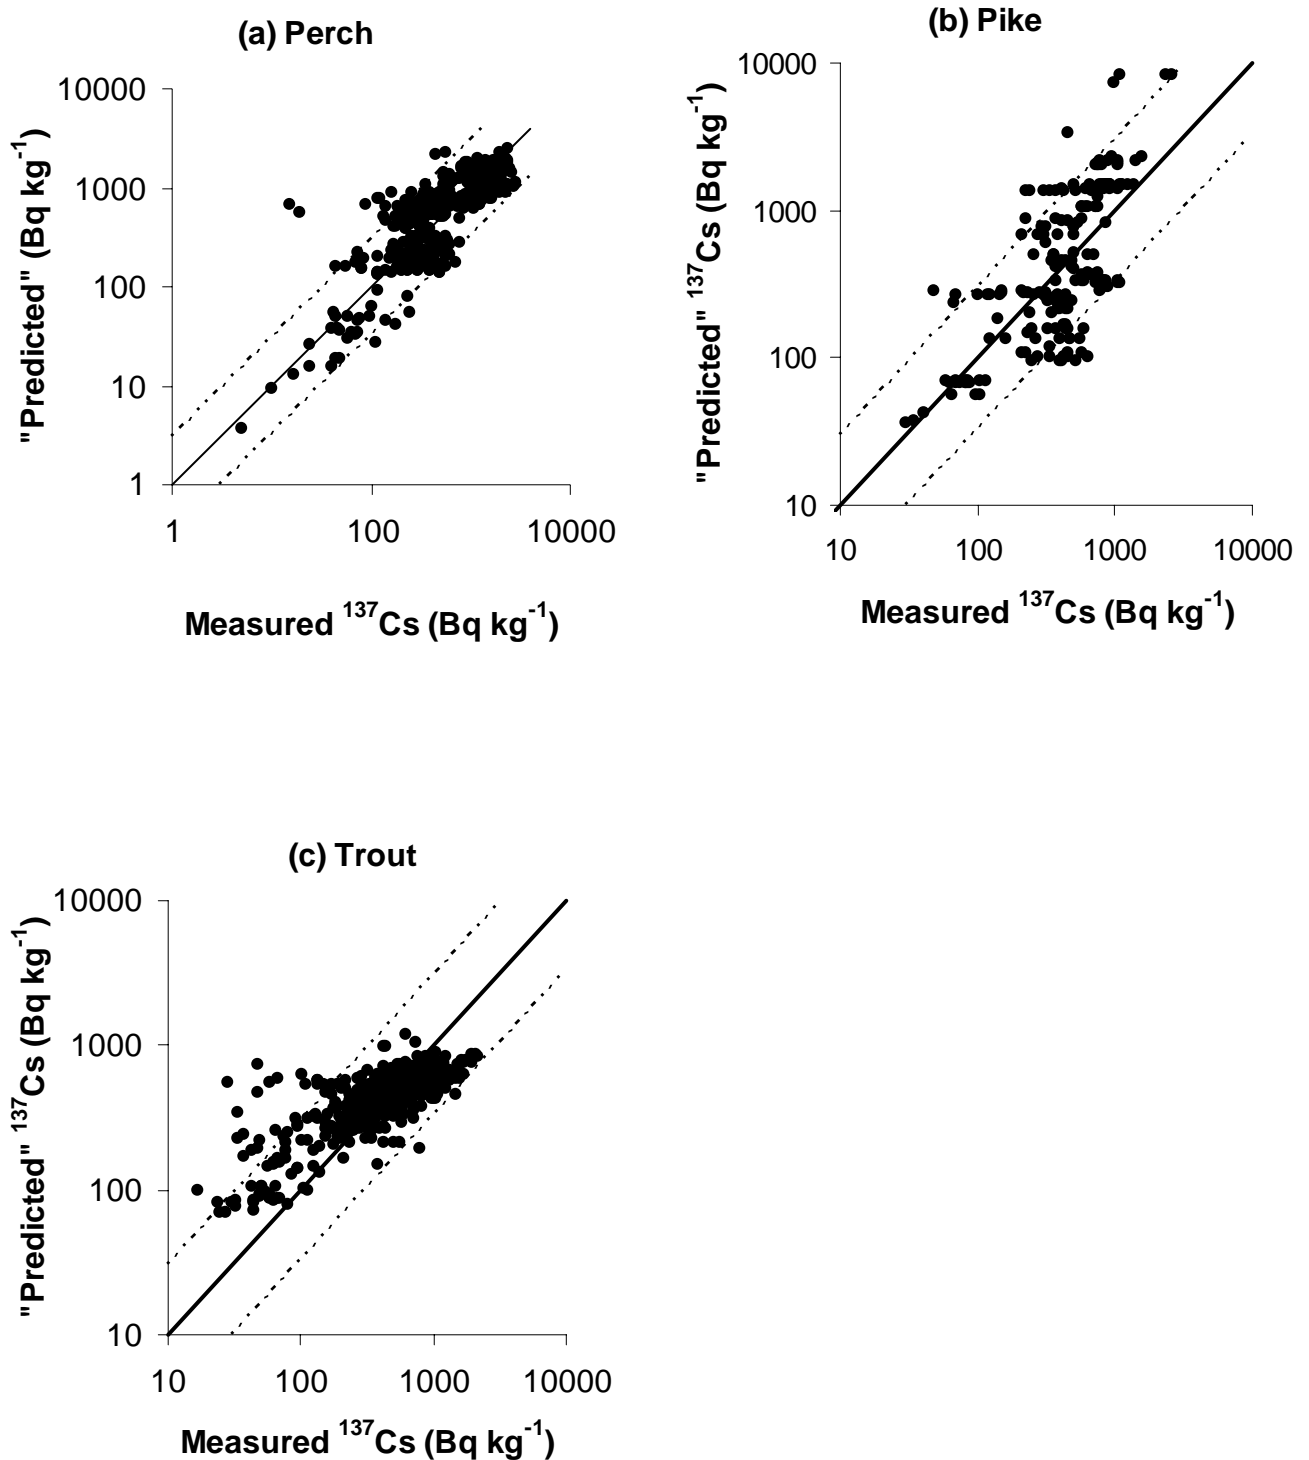 (a) Perch
"Predicted" (Bq kg⁻¹)
10000
1000
100
10
1
1 100 10000
Measured ¹³⁷Cs (Bq kg⁻¹)
(b) Pike
"Predicted" ¹³⁷Cs (Bq kg⁻¹)
10000
1000
100
10
10 100 1000 10000
Measured ¹³⁷Cs (Bq kg⁻¹)
(c) Trout
"Predicted" ¹³⁷Cs (Bq kg⁻¹)
10000
1000
100
10
10 100 1000 10000
Measured ¹³⁷Cs (Bq kg⁻¹)